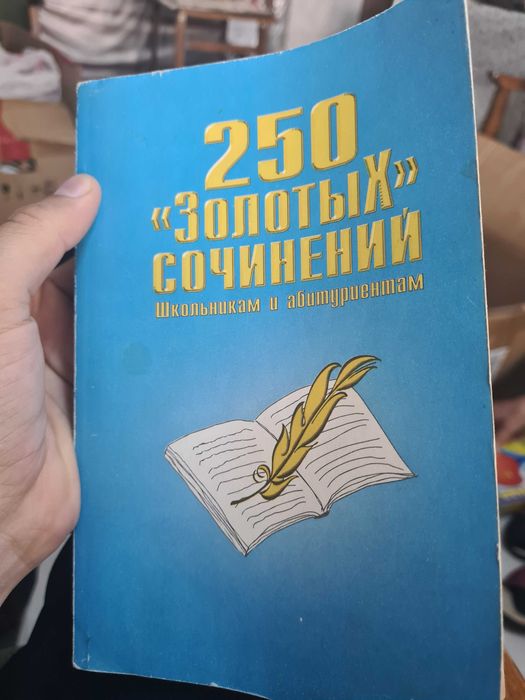 250
«ЗолотыХ»
сочинений
Школьникам и абитуриентам